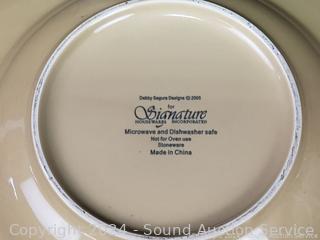 Debby Segura Designs © 2005
for
Signature
HOUSEWARES INCORPORATED
Microwave and Dishwasher safe
Not for Oven use
Stoneware
Made in China
Copyright 2024 - Sound Auction Service